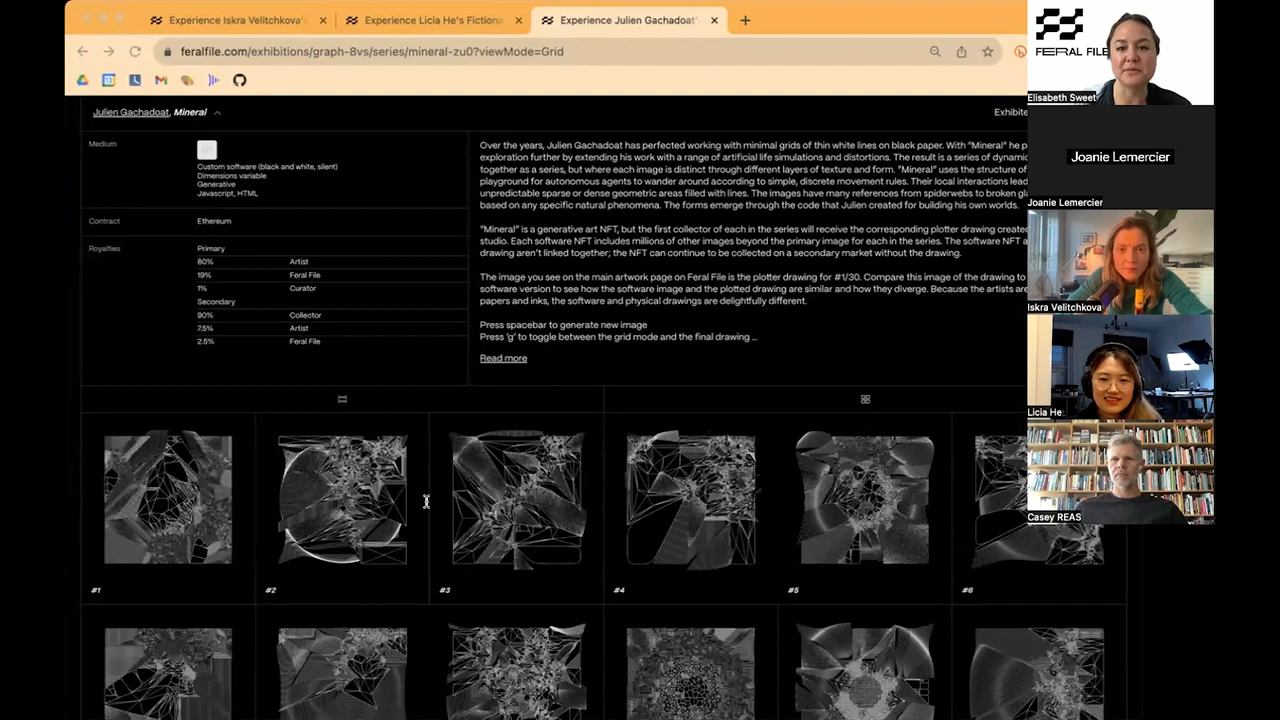 Experience Iskra Velitchkova's
Experience Licia He's Fictiona
Experience Julien Gachadoat'
feralfile.com/exhibitions/graph-8vs/series/mineral-zu0?viewMode=Grid
Julien Gachadoat, Mineral
Exhibite
Medium
Custom software (black and white, silent)
Dimensions variable
Generative
Javascript, HTML
Contract
Ethereum
Royalties
Primary
80% Artist
19% Feral File
1% Curator
Secondary
90% Collector
7.5% Artist
2.5% Feral File
Over the years, Julien Gachadoat has perfected working with minimal grids of thin white lines on black paper. With "Mineral" he p
exploration further by extending his work with a range of artificial life simulations and distortions. The result is a series of dynamic
together as a series, but where each image is distinct through different layers of texture and form. "Mineral" uses the structure of
playground for autonomous agents to wander around according to simple, discrete movement rules. Their local interactions lead
unpredictable sparse or dense geometric areas filled with lines. The images have many references from spiderwebs to broken gla
based on any specific natural phenomena. The forms emerge through the code that Julien created for building his own worlds.
"Mineral" is a generative art NFT, but the first collector of each in the series will receive the corresponding plotter drawing created
studio. Each software NFT includes millions of other images beyond the primary image for each in the series. The software NFT a
drawing aren't linked together; the NFT can continue to be collected on a secondary market without the drawing.
The image you see on the main artwork page on Feral File is the plotter drawing for #1/30. Compare this image of the drawing to
software version to see how the software image and the plotted drawing are similar and how they diverge. Because the artists are
papers and inks, the software and physical drawings are delightfully different.
Press spacebar to generate new image
Press 'g' to toggle between the grid mode and the final drawing ...
Read more
#1
#2
#3
#4
#5
#6
FERAL FILE
Elisabeth Sweet
Joanie Lemercier
Joanie Lemercier
Iskra Velitchkova
Licia He
Casey REAS